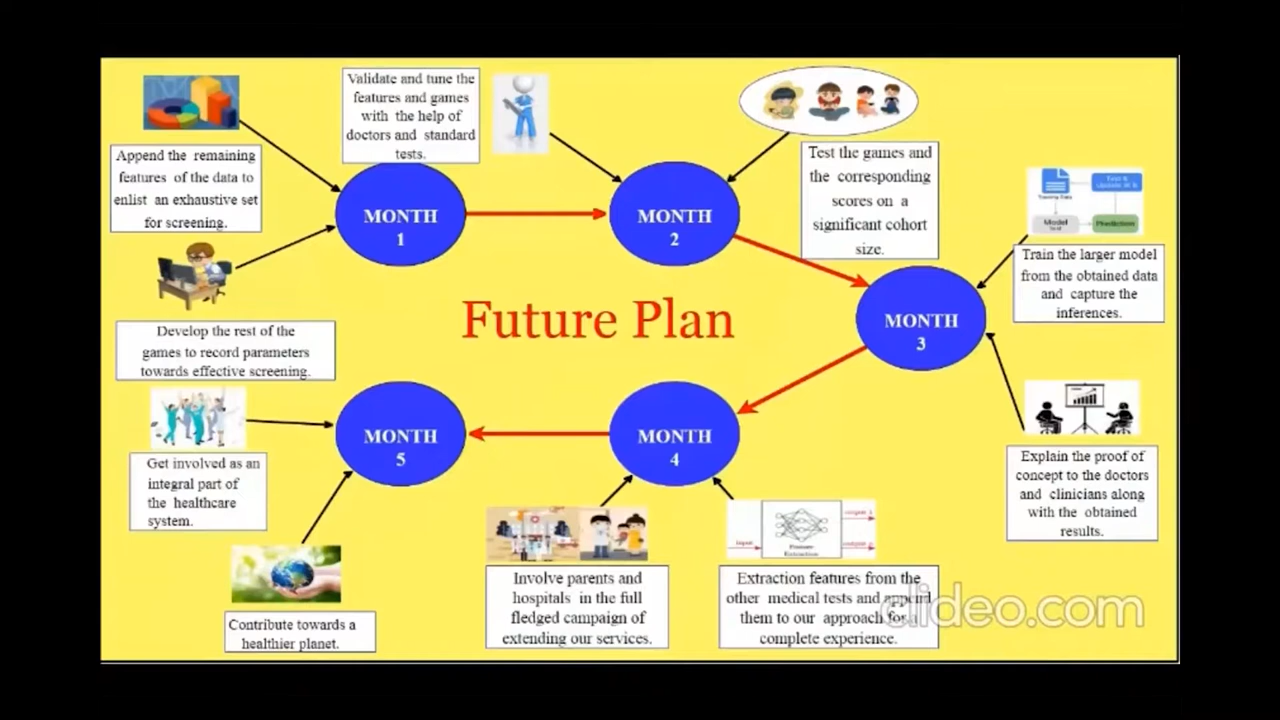 Validate and tune the
features and games
with the help of
doctors and standard
tests.
Append the remaining
features of the data to
enlist an exhaustive set
for screening.
MONTH
1
MONTH
2
Test the games and
the corresponding
scores on a
significant cohort
size.
Model
Prediction
Train the larger model
from the obtained data
and capture the
inferences.
Develop the rest of the
games to record parameters
towards effective screening.
Future Plan
MONTH
3
MONTH
5
MONTH
4
Get involved as an
integral part of
the healthcare
system.
Explain the proof of
concept to the doctors
and clinicians along
with the obtained
results.
input
Feature
Extraction
Contribute towards a
healthier planet.
Involve parents and
hospitals in the full
fledged campaign of
extending our services.
Extraction features from the
other medical tests and append
them to our approach for a
complete experience.
clideo.com